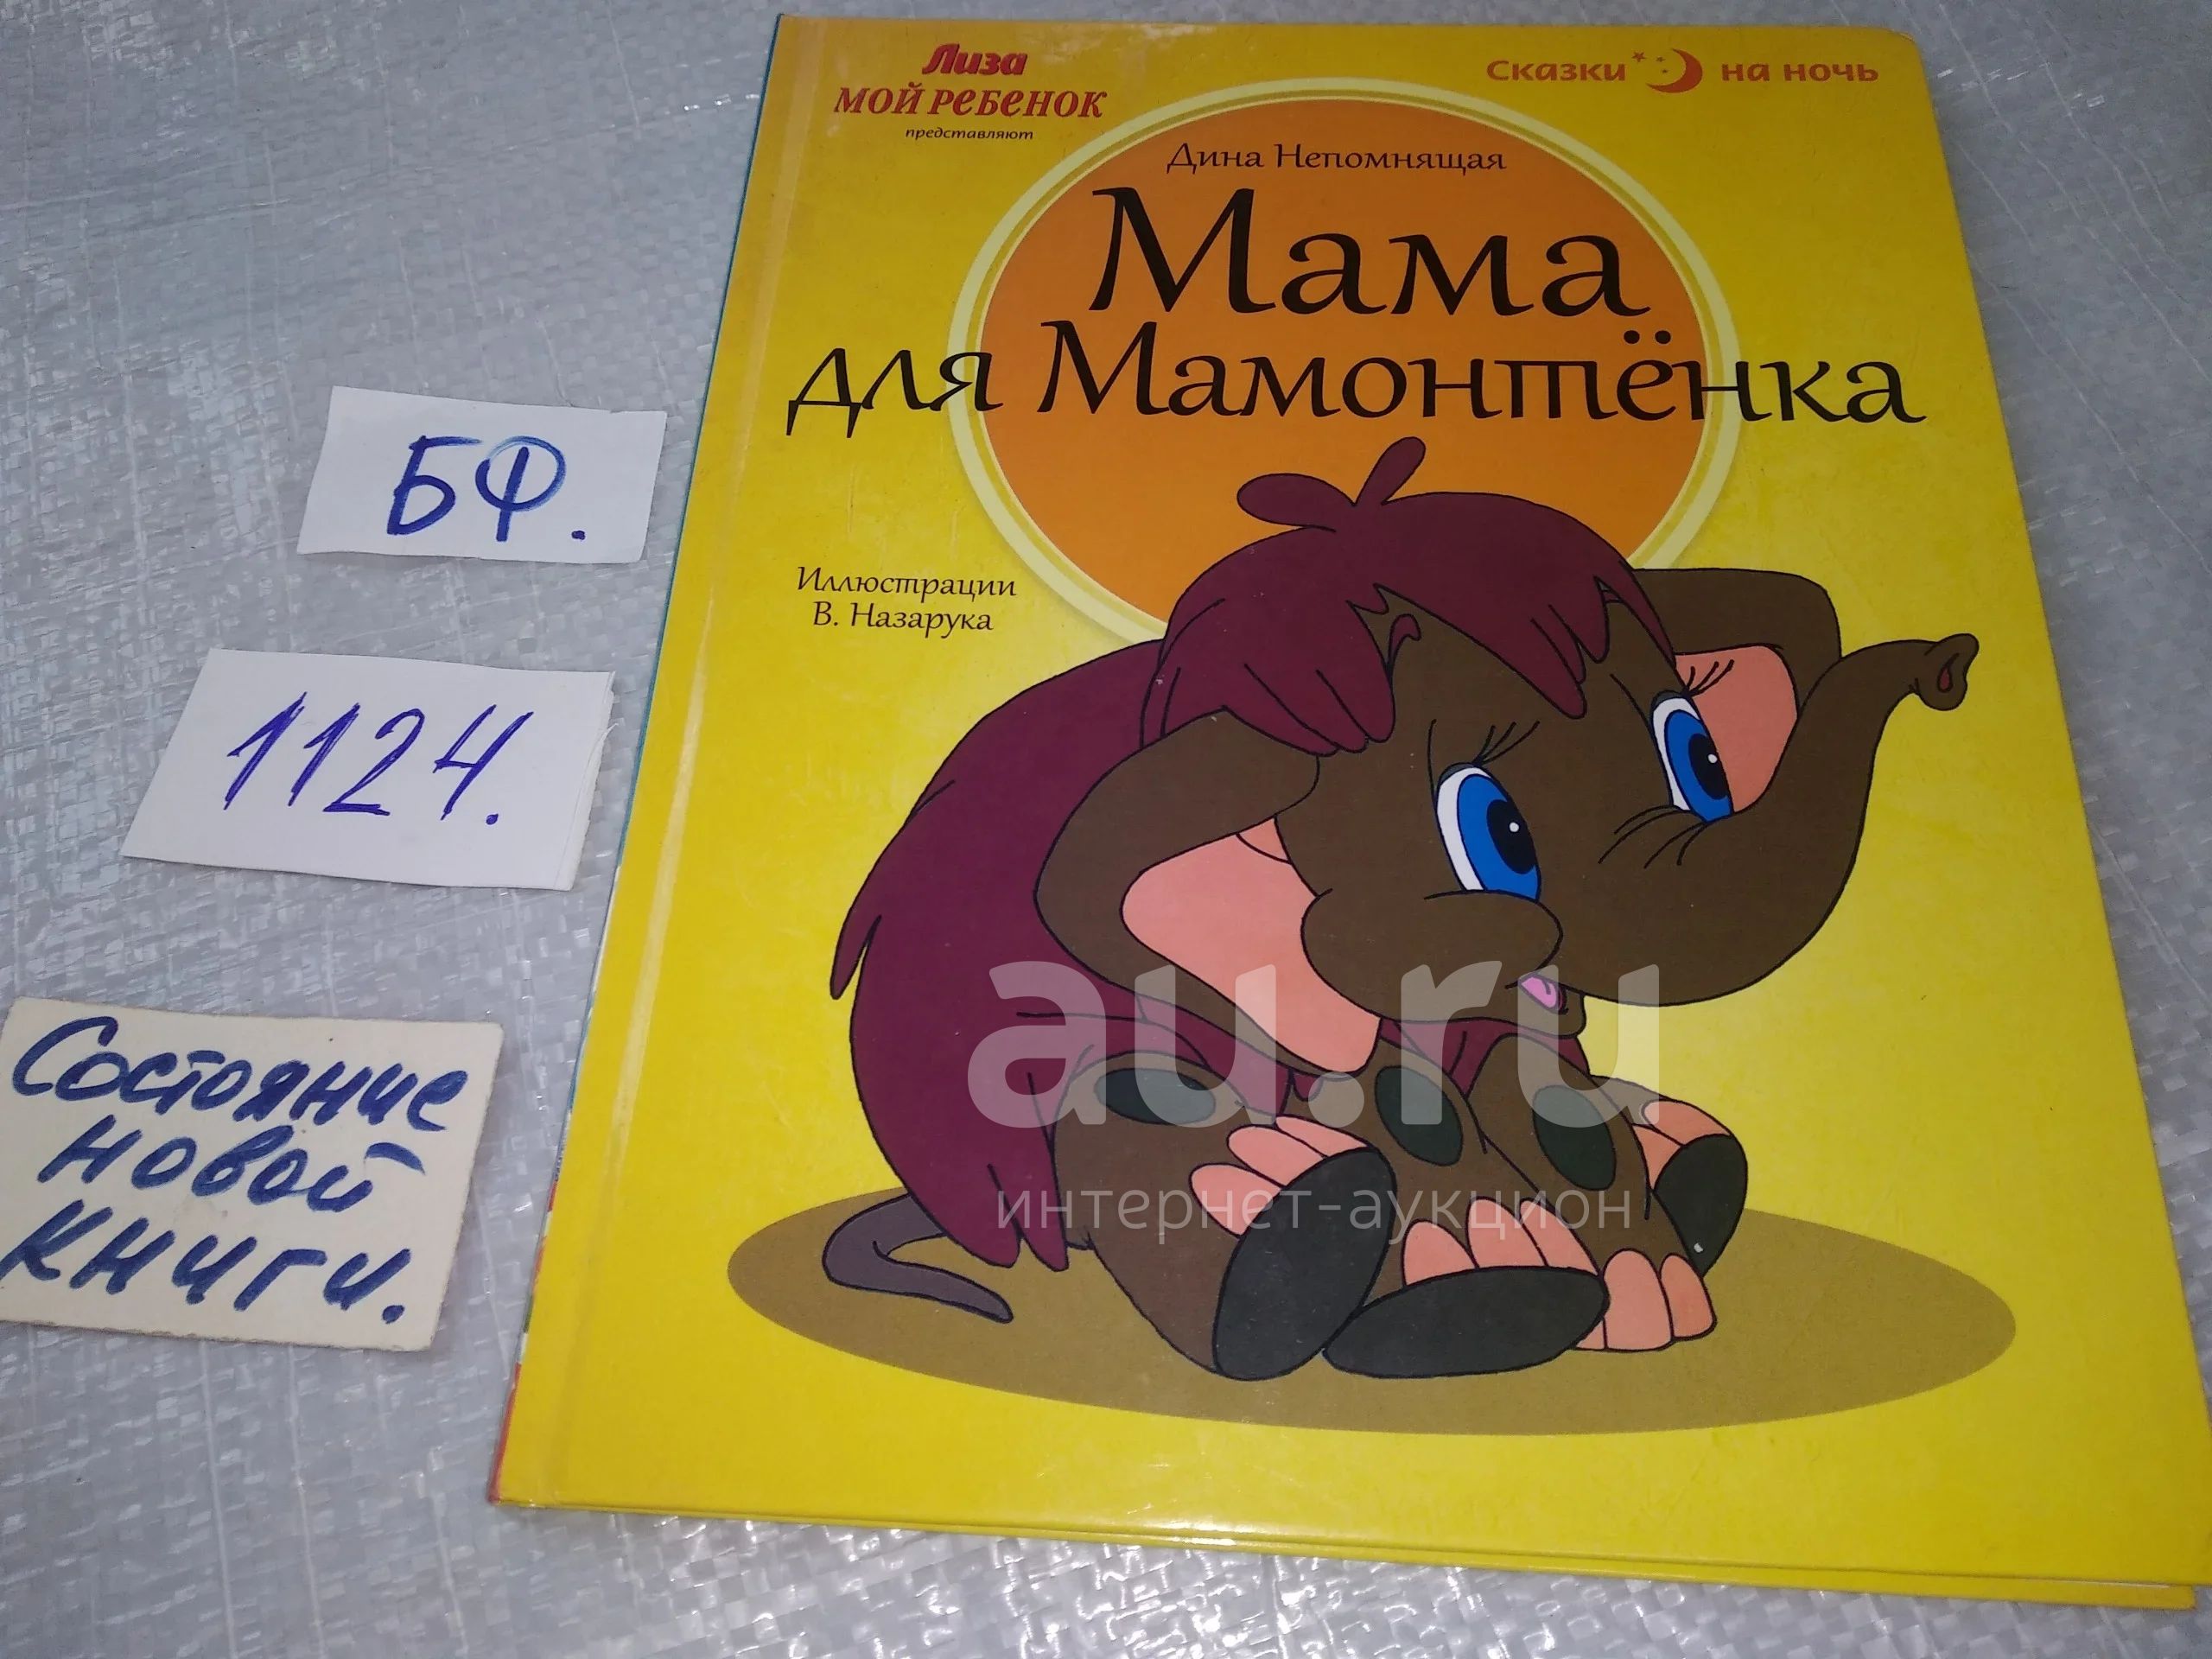 Лиза
МОЙ РЕБЕНОК
представляют
Сказки на ночь
Дина Непомнящая
Мама
для Мамонтёнка
Иллюстрации
В. Назарука
БФ.
1124.
Состояние
новой
книги.
au.ru
интернет-аукцион